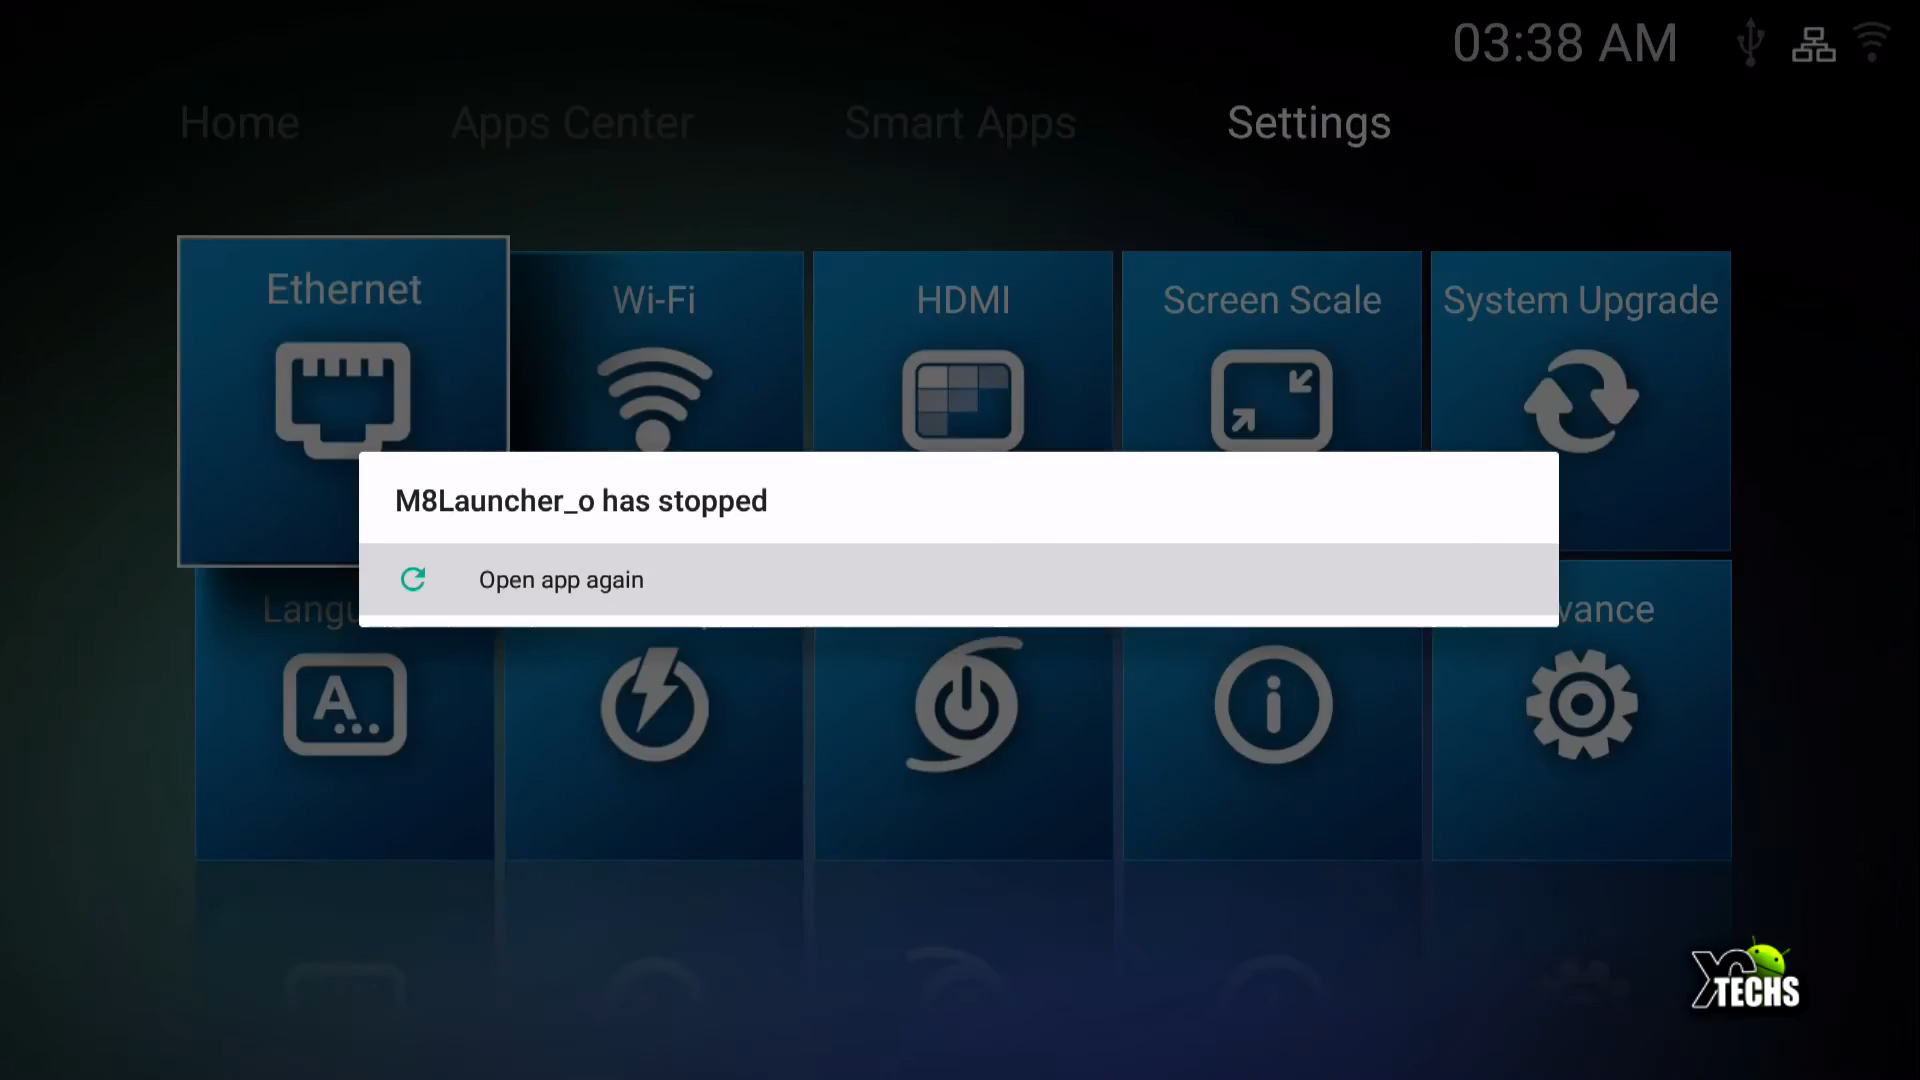 03:38 AM
Home
Apps Center
Smart Apps
Settings
Ethernet
Wi-Fi
HDMI
Screen Scale
System Upgrade
M8Launcher_o has stopped
Open app again
Langu
vance
A...
TECHS